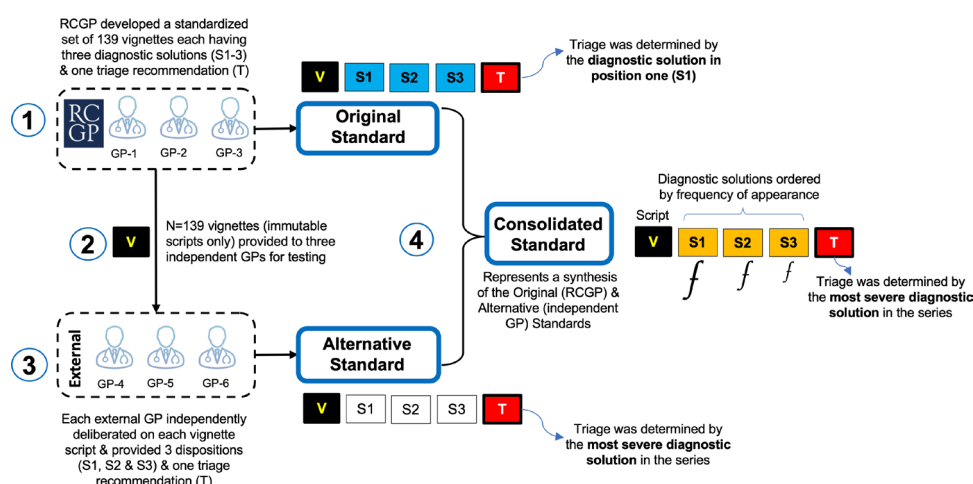 RCGP developed a standardized
set of 139 vignettes each having
three diagnostic solutions (S1-3)
& one triage recommendation (T)
1
RC
GP
GP-1
GP-2
GP-3
V
S1
S2
S3
T
Triage was determined by
the diagnostic solution in
position one (S1)
Original
Standard
2
V
N=139 vignettes (immutable
scripts only) provided to three
independent GPs for testing
3
External
GP-4
GP-5
GP-6
Each external GP independently
deliberated on each vignette
script & provided 3 dispositions
(S1, S2 & S3) & one triage
recommendation (T)
Alternative
Standard
V
S1
S2
S3
T
Triage was determined by
the most severe diagnostic
solution in the series
4
Consolidated
Standard
Represents a synthesis
of the Original (RCGP) &
Alternative (independent
GP) Standards
Diagnostic solutions ordered
by frequency of appearance
Script
V
S1
S2
S3
T
f
f
f
Triage was determined by
the most severe diagnostic
solution in the series